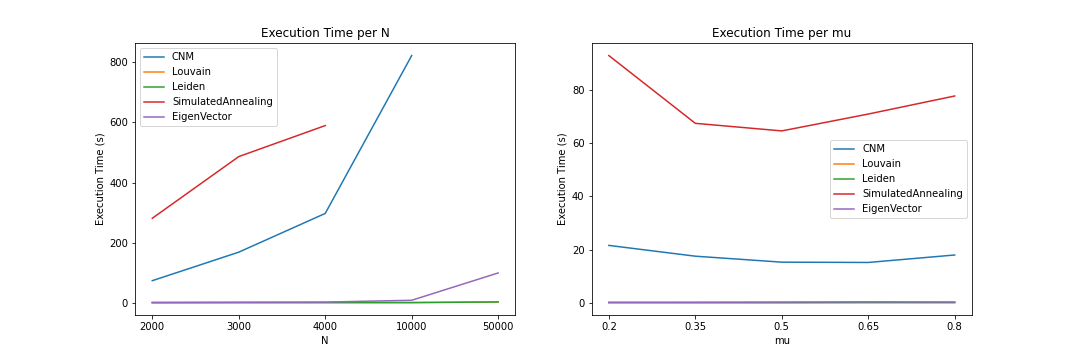 Execution Time per N
Execution Time (s)
800
600
400
200
0
CNM
Louvain
Leiden
SimulatedAnnealing
EigenVector
2000 3000 4000 10000 50000
N
Execution Time per mu
Execution Time (s)
80
60
40
20
0
CNM
Louvain
Leiden
SimulatedAnnealing
EigenVector
0.2 0.35 0.5 0.65 0.8
mu